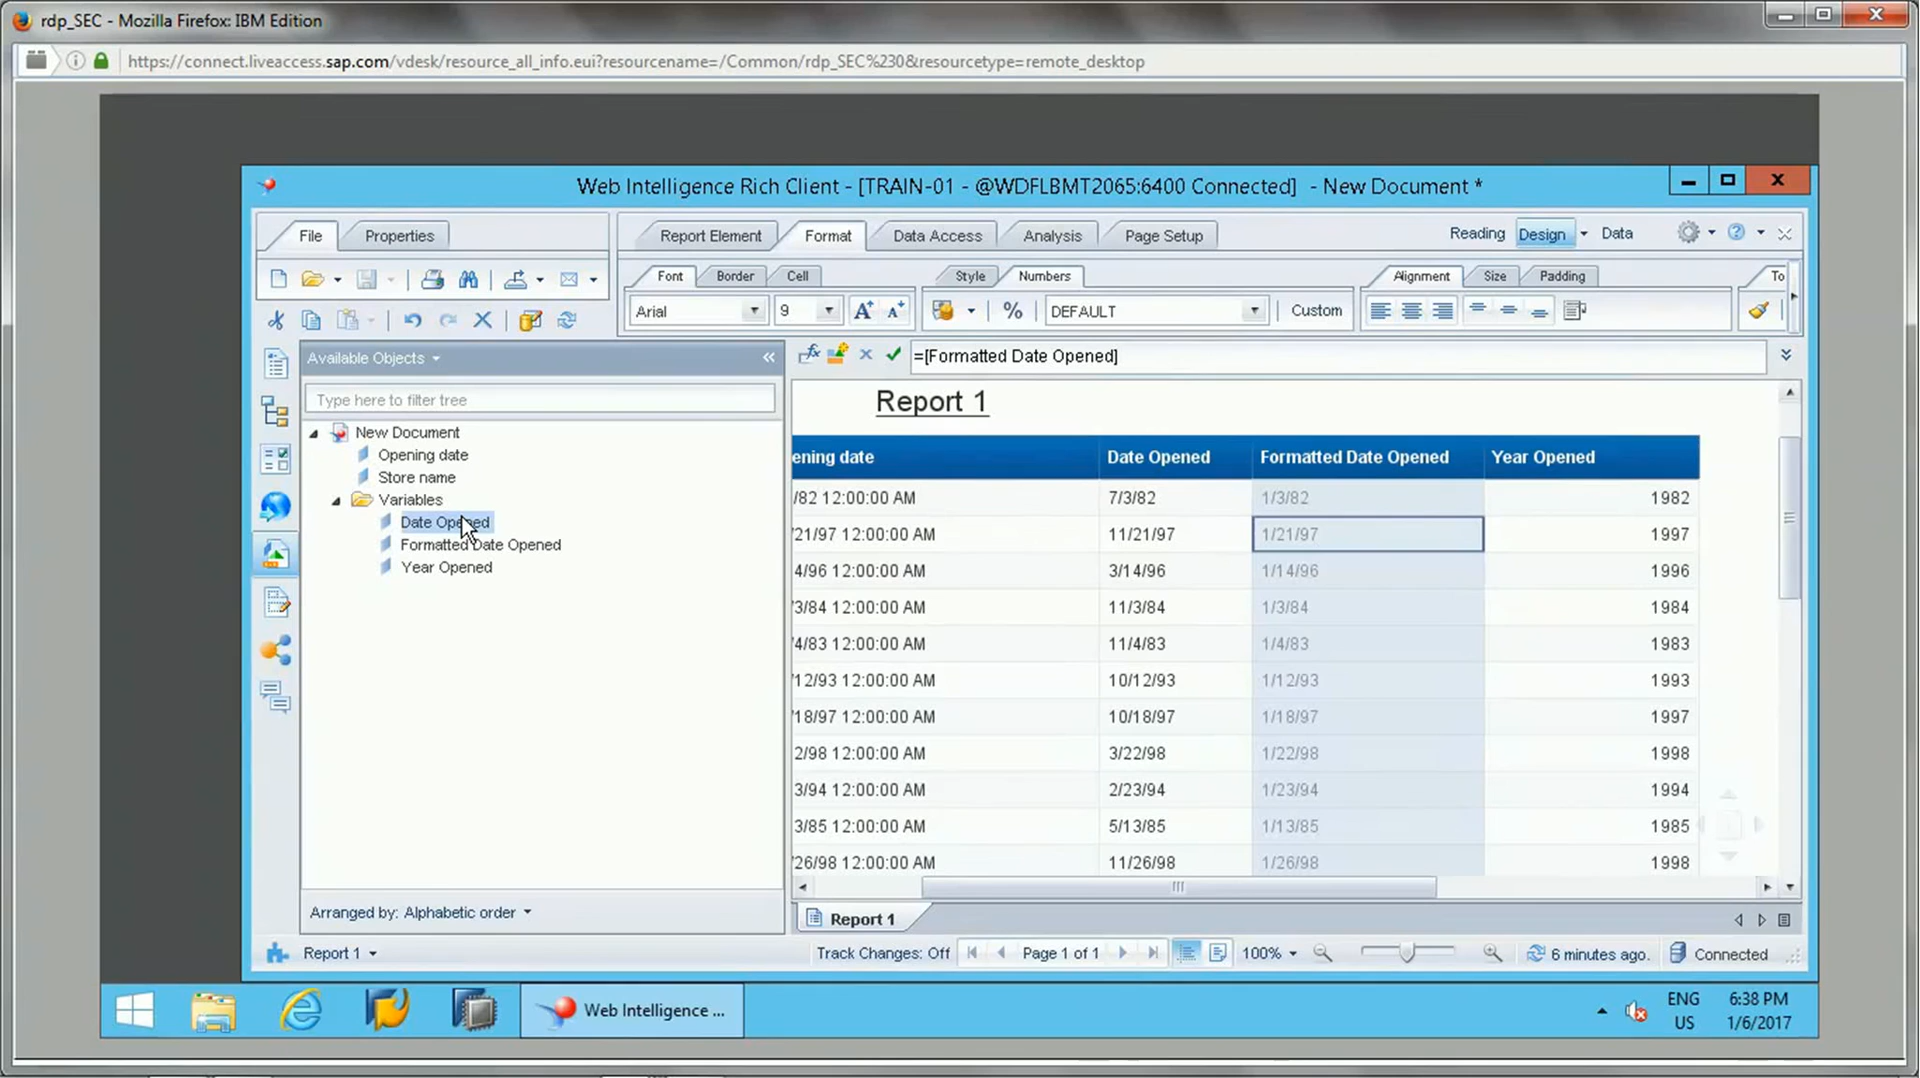 rdp_SEC - Mozilla Firefox: IBM Edition
https://connect.liveaccess.sap.com/vdesk/resource_all_info.eui?resourcename=/Common/rdp_SEC%230&resourcetype=remote_desktop
Web Intelligence Rich Client - [TRAIN-01 - @WDFLBMT2065:6400 Connected] - New Document *
File Properties Report Element Format Data Access Analysis Page Setup Reading Design Data
Font Border Cell Style Numbers Alignment Size Padding To
Arial 9 % DEFAULT Custom
Available Objects
=[Formatted Date Opened]
Type here to filter tree
New Document
Opening date
Store name
Variables
Date Opened
Formatted Date Opened
Year Opened
Report 1
ening date Date Opened Formatted Date Opened Year Opened
/82 12:00:00 AM 7/3/82 1/3/82 1982
/21/97 12:00:00 AM 11/21/97 1/21/97 1997
4/96 12:00:00 AM 3/14/96 1/14/96 1996
/3/84 12:00:00 AM 11/3/84 1/3/84 1984
/4/83 12:00:00 AM 11/4/83 1/4/83 1983
/12/93 12:00:00 AM 10/12/93 1/12/93 1993
/18/97 12:00:00 AM 10/18/97 1/18/97 1997
2/98 12:00:00 AM 3/22/98 1/22/98 1998
3/94 12:00:00 AM 2/23/94 1/23/94 1994
3/85 12:00:00 AM 5/13/85 1/13/85 1985
/26/98 12:00:00 AM 11/26/98 1/26/98 1998
Arranged by: Alphabetic order
Report 1
Report 1 Track Changes: Off Page 1 of 1 100% 6 minutes ago. Connected
Web Intelligence ...
ENG 6:38 PM
US 1/6/2017